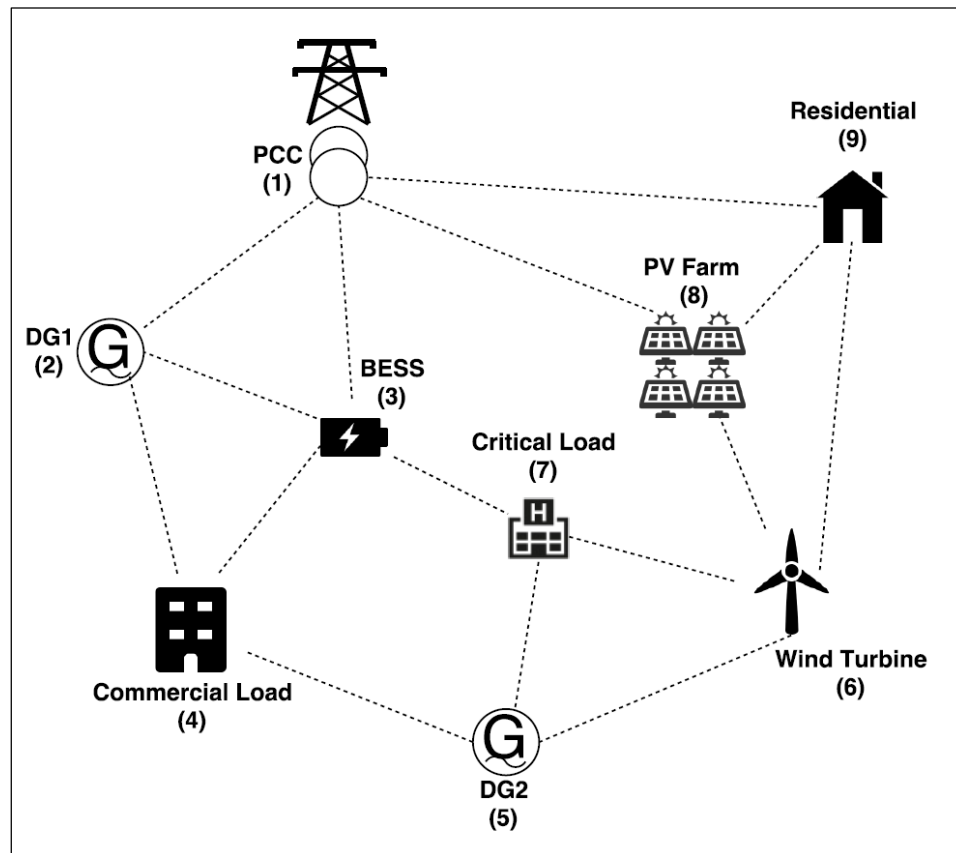 Residential
(9)
PCC
(1)
PV Farm
(8)
DG1
(2)
G
BESS
(3)
Critical Load
(7)
H
Commercial Load
(4)
Wind Turbine
(6)
G
DG2
(5)